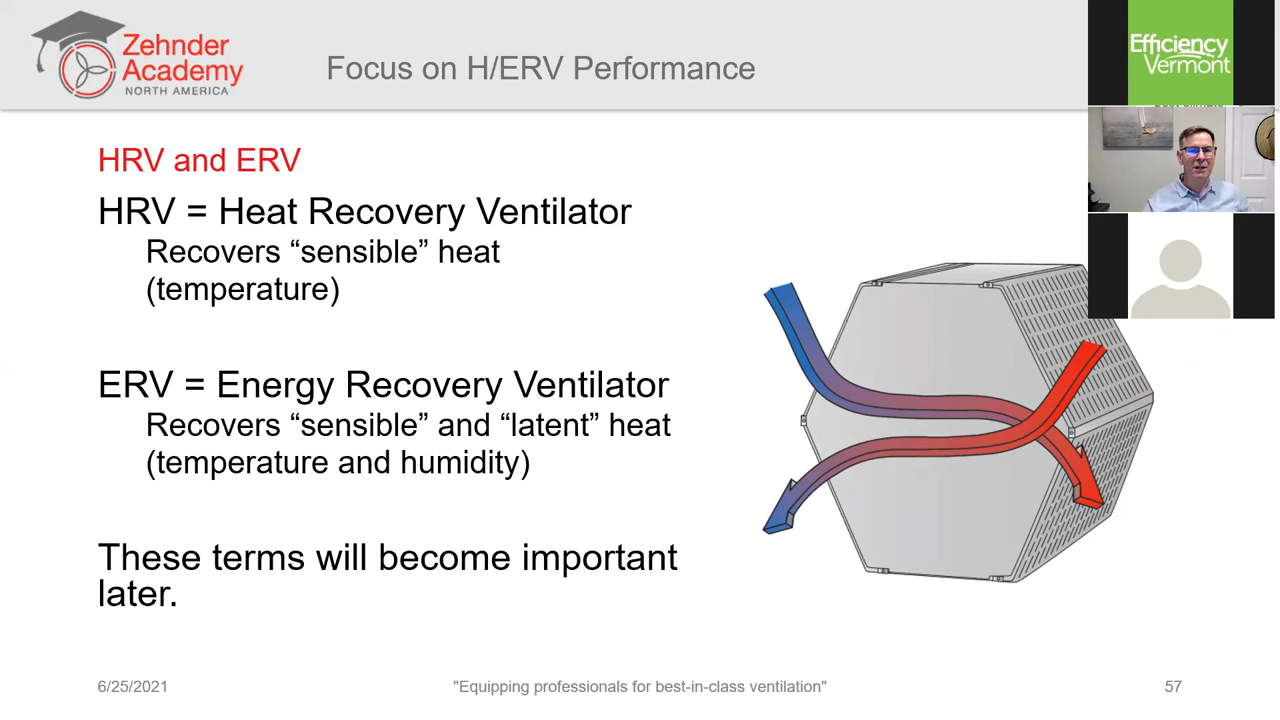 Zehnder
Academy
NORTH AMERICA
Focus on H/ERV Performance
Efficiency
Vermont
HRV and ERV
HRV = Heat Recovery Ventilator
Recovers “sensible” heat
(temperature)
ERV = Energy Recovery Ventilator
Recovers “sensible” and “latent” heat
(temperature and humidity)
These terms will become important
later.
6/25/2021
"Equipping professionals for best-in-class ventilation"
57